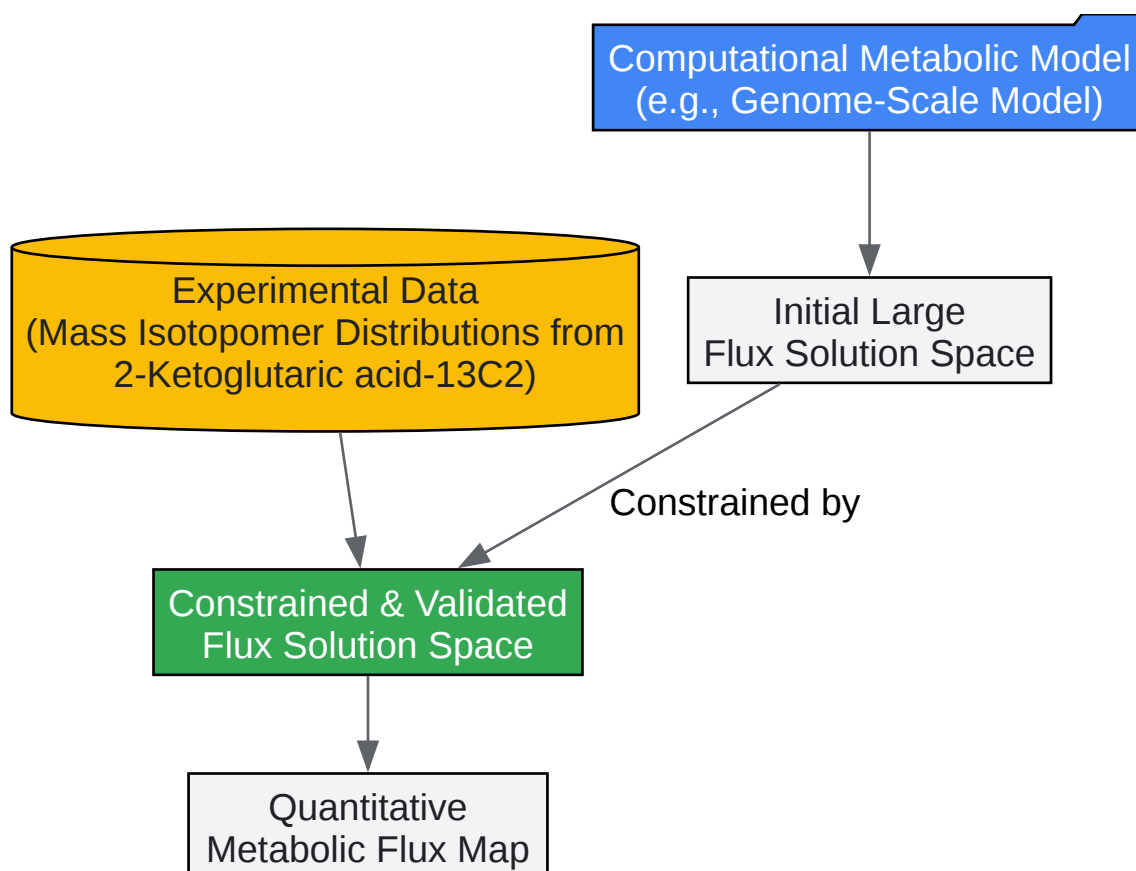 Computational Metabolic Model
(e.g., Genome-Scale Model)
Experimental Data
(Mass Isotopomer Distributions from
2-Ketoglutaric acid-13C2)
Initial Large
Flux Solution Space
Constrained by
Constrained & Validated
Flux Solution Space
Quantitative
Metabolic Flux Map